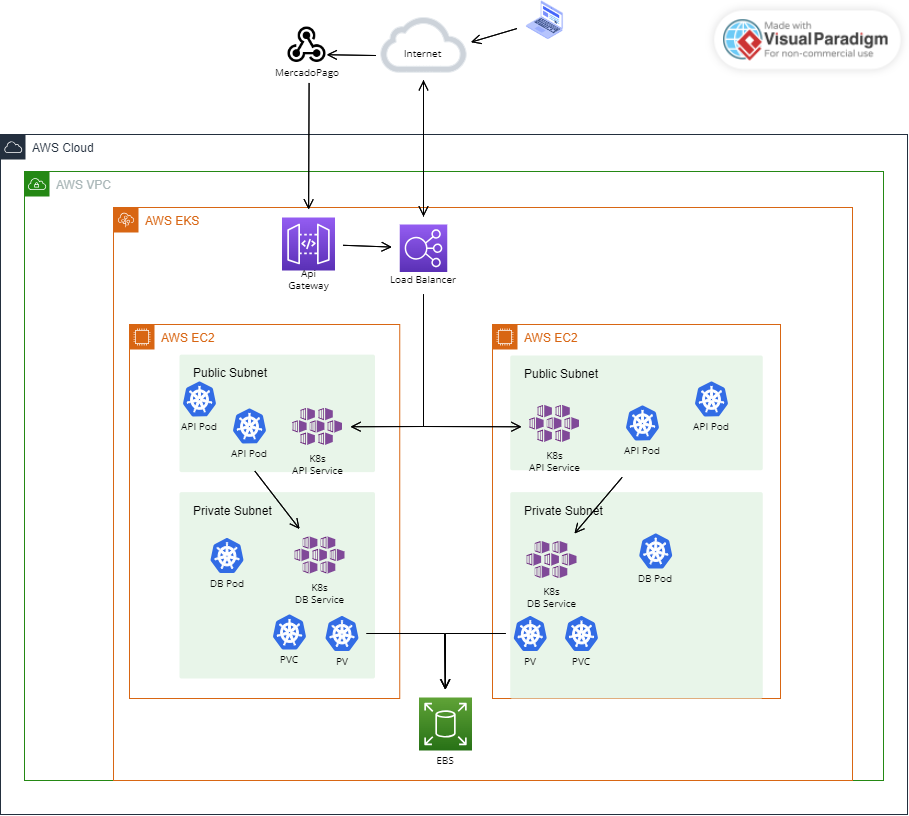 Made with
Visual Paradigm
For non-commercial use
Internet
MercadoPago
AWS Cloud
AWS VPC
AWS EKS
Api
Gateway
Load Balancer
AWS EC2
Public Subnet
API Pod
API Pod
K8s
API Service
Private Subnet
DB Pod
K8s
DB Service
PVC
PV
AWS EC2
Public Subnet
K8s
API Service
API Pod
API Pod
Private Subnet
K8s
DB Service
DB Pod
PV
PVC
EBS